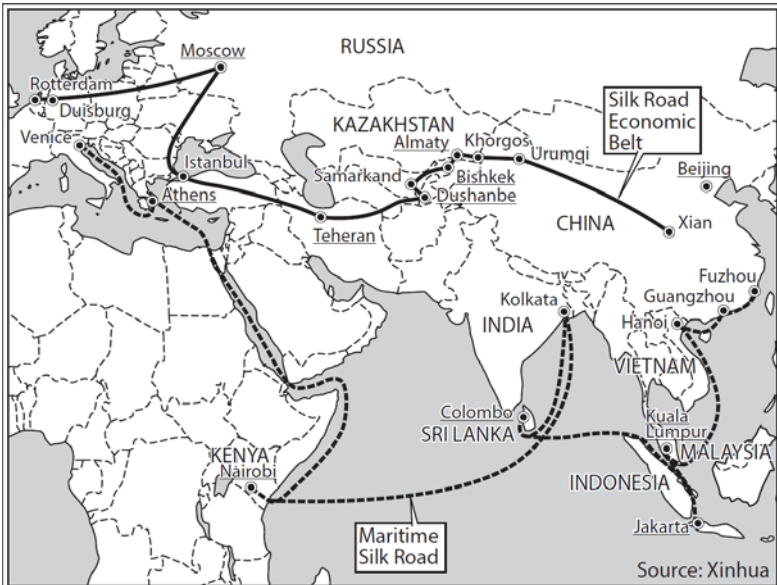 RUSSIA
Moscow
Rotterdam
Duisburg
Venice
Istanbul
Athens
KAZAKHSTAN
Almaty
Khorgos
Urumqi
Samarkand
Bishkek
Dushanbe
Teheran
Silk Road
Economic
Belt
Beijing
CHINA
Xian
Fuzhou
Guangzhou
Hanoi
Kolkata
INDIA
VIETNAM
Colombo
SRI LANKA
Kuala
Lumpur
MALAYSIA
KENYA
Nairobi
INDONESIA
Jakarta
Maritime
Silk Road
Source: Xinhua